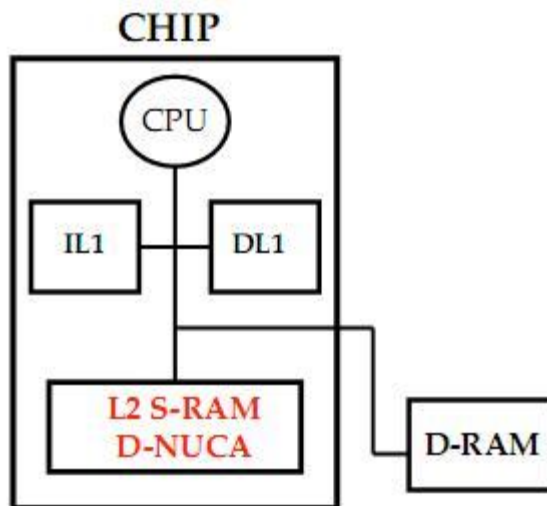 CHIP
CPU
IL1
DL1
L2 S-RAM
D-NUCA
D-RAM